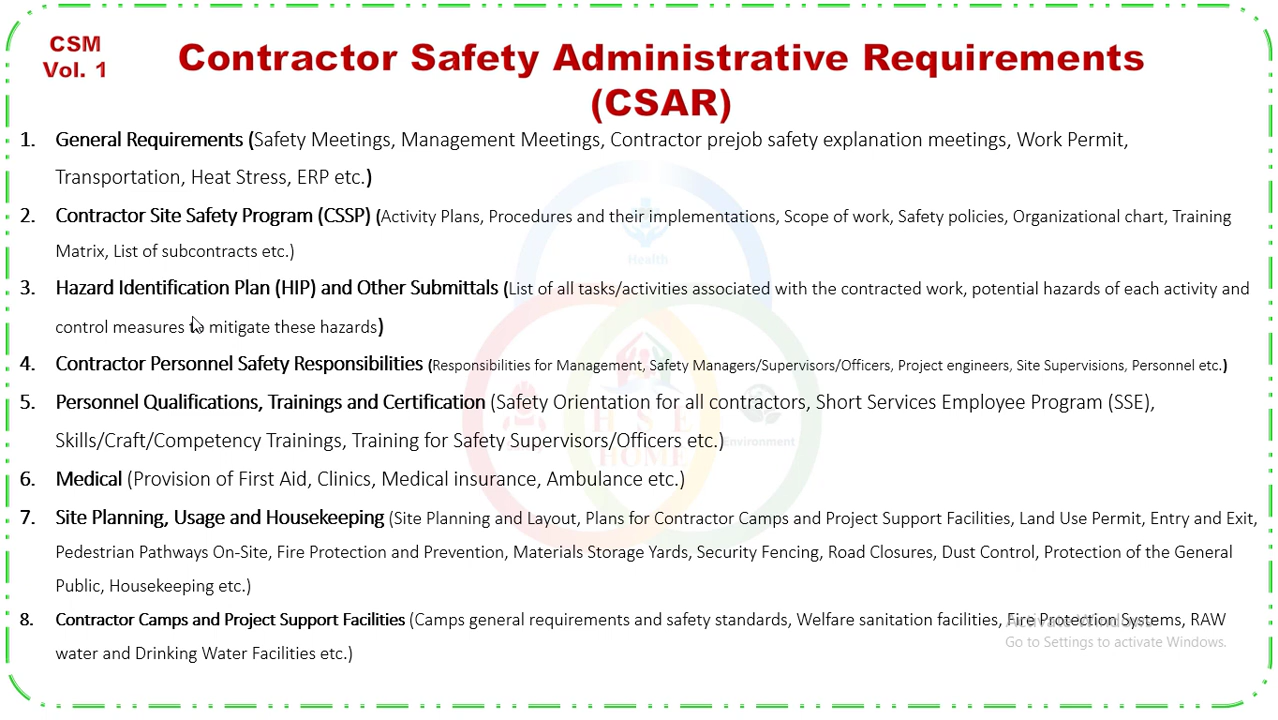 CSM
Vol. 1
Contractor Safety Administrative Requirements
(CSAR)
1. General Requirements (Safety Meetings, Management Meetings, Contractor prejob safety explanation meetings, Work Permit,
Transportation, Heat Stress, ERP etc.)
2. Contractor Site Safety Program (CSSP) (Activity Plans, Procedures and their implementations, Scope of work, Safety policies, Organizational chart, Training
Matrix, List of subcontracts etc.)
3. Hazard Identification Plan (HIP) and Other Submittals (List of all tasks/activities associated with the contracted work, potential hazards of each activity and
control measures to mitigate these hazards)
4. Contractor Personnel Safety Responsibilities (Responsibilities for Management, Safety Managers/Supervisors/Officers, Project engineers, Site Supervisions, Personnel etc.)
5. Personnel Qualifications, Trainings and Certification (Safety Orientation for all contractors, Short Services Employee Program (SSE),
Skills/Craft/Competency Trainings, Training for Safety Supervisors/Officers etc.)
6. Medical (Provision of First Aid, Clinics, Medical insurance, Ambulance etc.)
7. Site Planning, Usage and Housekeeping (Site Planning and Layout, Plans for Contractor Camps and Project Support Facilities, Land Use Permit, Entry and Exit,
Pedestrian Pathways On-Site, Fire Protection and Prevention, Materials Storage Yards, Security Fencing, Road Closures, Dust Control, Protection of the General
Public, Housekeeping etc.)
8. Contractor Camps and Project Support Facilities (Camps general requirements and safety standards, Welfare sanitation facilities, Fire Protection Systems, RAW
water and Drinking Water Facilities etc.)
Health
H S E
HOME
Environment
Activate Windows
Go to Settings to activate Windows.